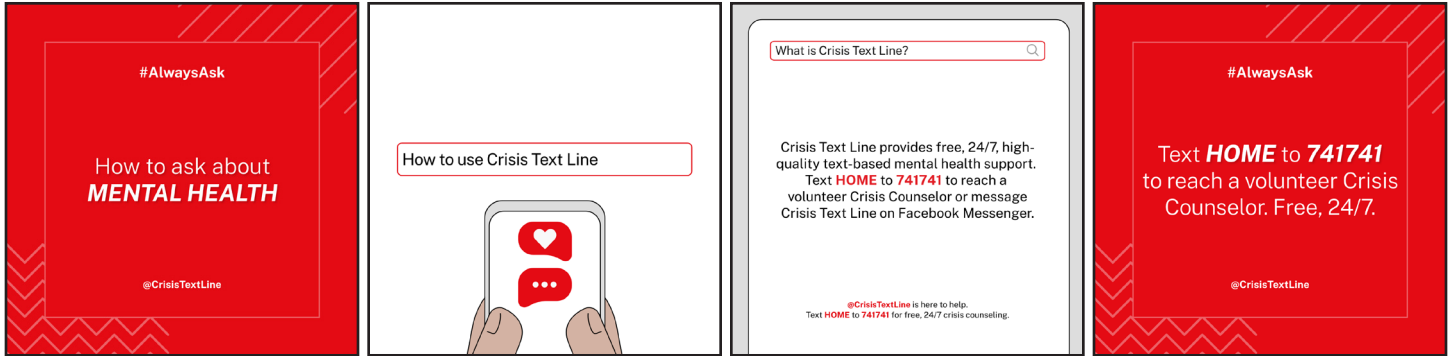 #AlwaysAsk
How to ask about
MENTAL HEALTH
@CrisisTextLine
How to use Crisis Text Line
What is Crisis Text Line?
Crisis Text Line provides free, 24/7, high-
quality text-based mental health support.
Text HOME to 741741 to reach a
volunteer Crisis Counselor or message
Crisis Text Line on Facebook Messenger.
@CrisisTextLine is here to help.
Text HOME to 741741 for free, 24/7 crisis counseling.
#AlwaysAsk
Text HOME to 741741
to reach a volunteer Crisis
Counselor. Free, 24/7.
@CrisisTextLine